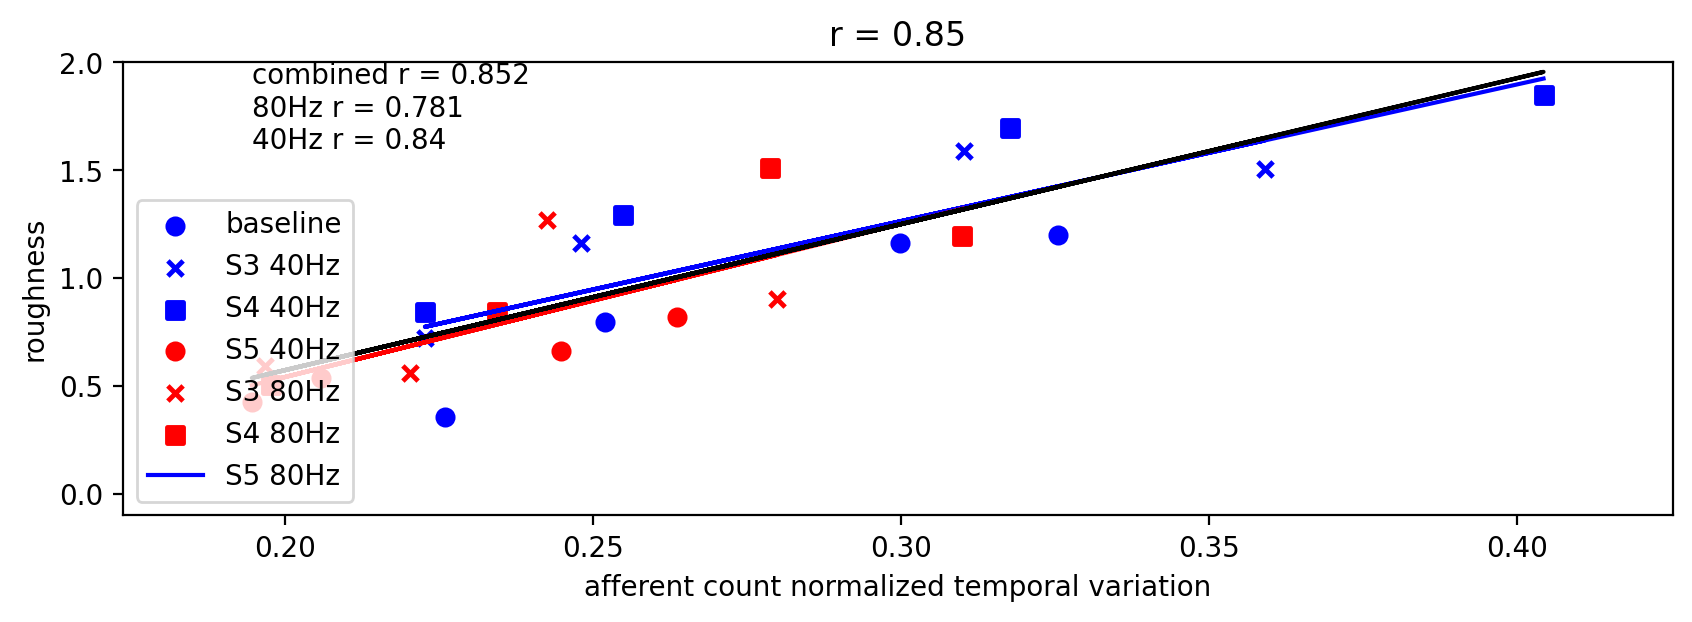 r = 0.85
combined r = 0.852
80Hz r = 0.781
40Hz r = 0.84
2.0
1.5
1.0
0.5
0.0
roughness
baseline
S3 40Hz
S4 40Hz
S5 40Hz
S3 80Hz
S4 80Hz
S5 80Hz
0.20 0.25 0.30 0.35 0.40
afferent count normalized temporal variation